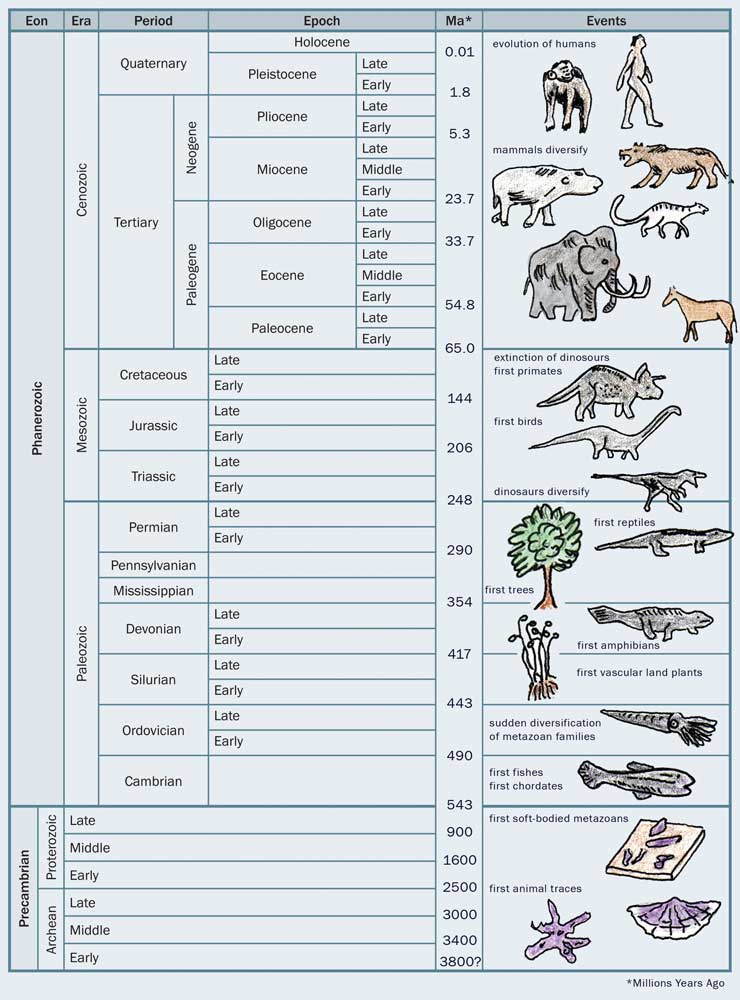 Eon Era Period Epoch Ma* Events
Phanerozoic
Cenozoic
Quaternary
Holocene
0.01
evolution of humans
Pleistocene
Late
Early
1.8
Tertiary
Neogene
Pliocene
Late
Early
5.3
mammals diversify
Miocene
Late
Middle
Early
23.7
Paleogene
Oligocene
Late
Early
33.7
Eocene
Late
Middle
Early
54.8
Paleocene
Late
Early
65.0
Mesozoic
Cretaceous
Late
Early
extinction of dinosours
first primates
144
Jurassic
Late
Early
first birds
206
Triassic
Late
Early
dinosaurs diversify
248
Paleozoic
Permian
Late
Early
first reptiles
290
Pennsylvanian
Mississippian
first trees
354
Devonian
Late
Early
first amphibians
417
Silurian
Late
Early
first vascular land plants
443
Ordovician
Late
Early
sudden diversification
of metazoan families
490
Cambrian
first fishes
first chordates
543
Precambrian
Proterozoic
Late
first soft-bodied metazoans
900
Middle
1600
Early
2500
Archean
Late
first animal traces
3000
Middle
3400
Early
3800?
*Millions Years Ago